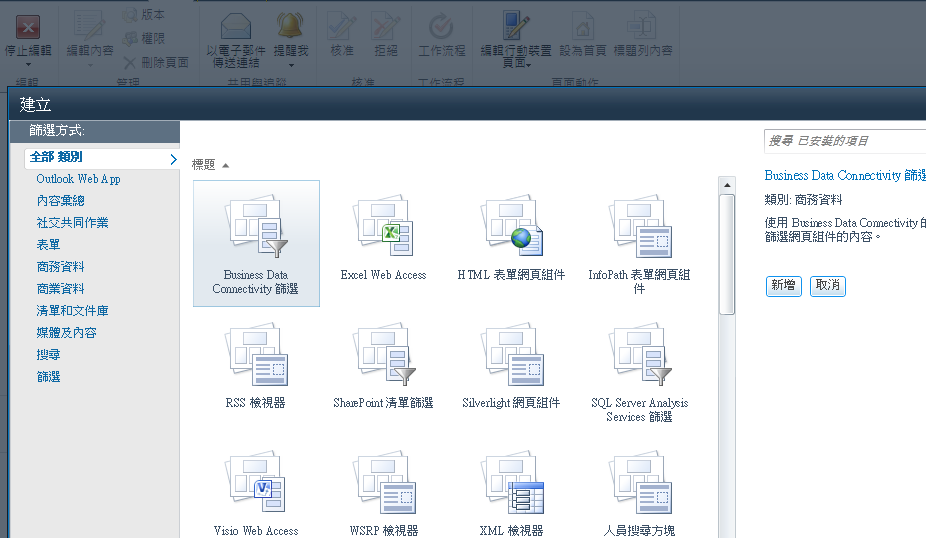 版本
權限
刪除頁面
停止編輯
編輯內容
以電子郵件
傳送連結
提醒我
核准
拒絕
工作流程
編輯行動裝置
頁面
設為首頁
標題列內容
編輯
管理
共用與追蹤
核准
工作流程
頁面動作
建立
篩選方式:
全部 類別
Outlook Web App
內容彙總
社交共同作業
表單
商務資料
商業資料
清單和文件庫
媒體及內容
搜尋
篩選
標題
Business Data
Connectivity 篩選
Excel Web Access
HTML 表單網頁組件
InfoPath 表單網頁組
件
RSS 檢視器
SharePoint 清單篩選
Silverlight 網頁組件
SQL Server Analysis
Services 篩選
Visio Web Access
WSRP 檢視器
XML 檢視器
人員搜尋方塊
搜尋 已安裝的項目
Business Data Connectivity 篩選
類別: 商務資料
使用 Business Data Connectivity 的
篩選網頁組件的內容。
新增
取消